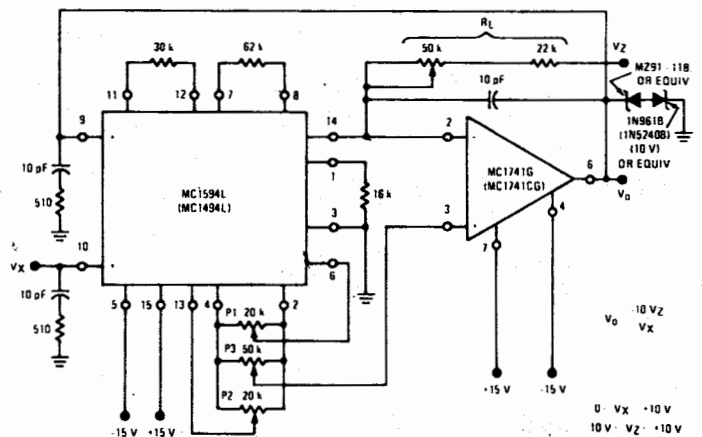 RL
30 k
62 k
50 k
22 k
VZ
MZ91-11B
OR EQUIV
10 pF
1N961B
(1N5240B)
(10 V)
OR EQUIV
11
12
7
8
9
14
2
10 pF
510
1
MC1594L
(MC1494L)
16 k
MC1741G
(MC1741CG)
6
Vo
3
3
4
VX
10
6
7
10 pF
510
5
15
13
4
2
P1 20 k
P3 50 k
P2 20 k
Vo -10 VZ
VX
+15 V
-15 V
-15 V
+15 V
0 VX +10 V
10 V VZ +10 V